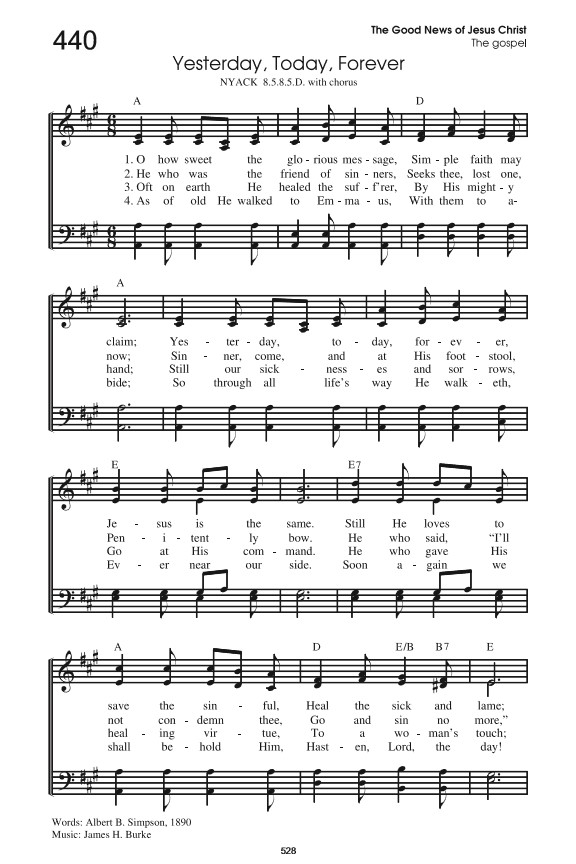 440
The Good News of Jesus Christ
The gospel
Yesterday, Today, Forever
NYACK 8.5.8.5.D. with chorus
A D
1. O how sweet the glo - rious mes - sage, Sim - ple faith may
2. He who was the friend of sin - ners, Seeks thee, lost one,
3. Oft on earth He healed the suf - f'rer, By His might - y
4. As of old He walked to Em - ma - us, With them to a-
A
claim; Yes - ter - day, to - day, for - ev - er,
now; Sin - ner, come, and at His foot - stool,
hand; Still our sick - ness - es and sor - rows,
bide; So through all life's way He walk - eth,
E E7
Je - sus is the same. Still He loves to
Pen - i - tent - ly bow. He who said, “I'll
Go at His com - mand. He who gave His
Ev - er near our side. Soon a - gain we
A D E/B B7 E
save the sin - ful, Heal the sick and lame;
not con - demn thee, Go and sin no more,”
heal - ing vir - tue, To a wo - man's touch;
shall be - hold Him, Hast - en, Lord, the day!
Words: Albert B. Simpson, 1890
Music: James H. Burke
528